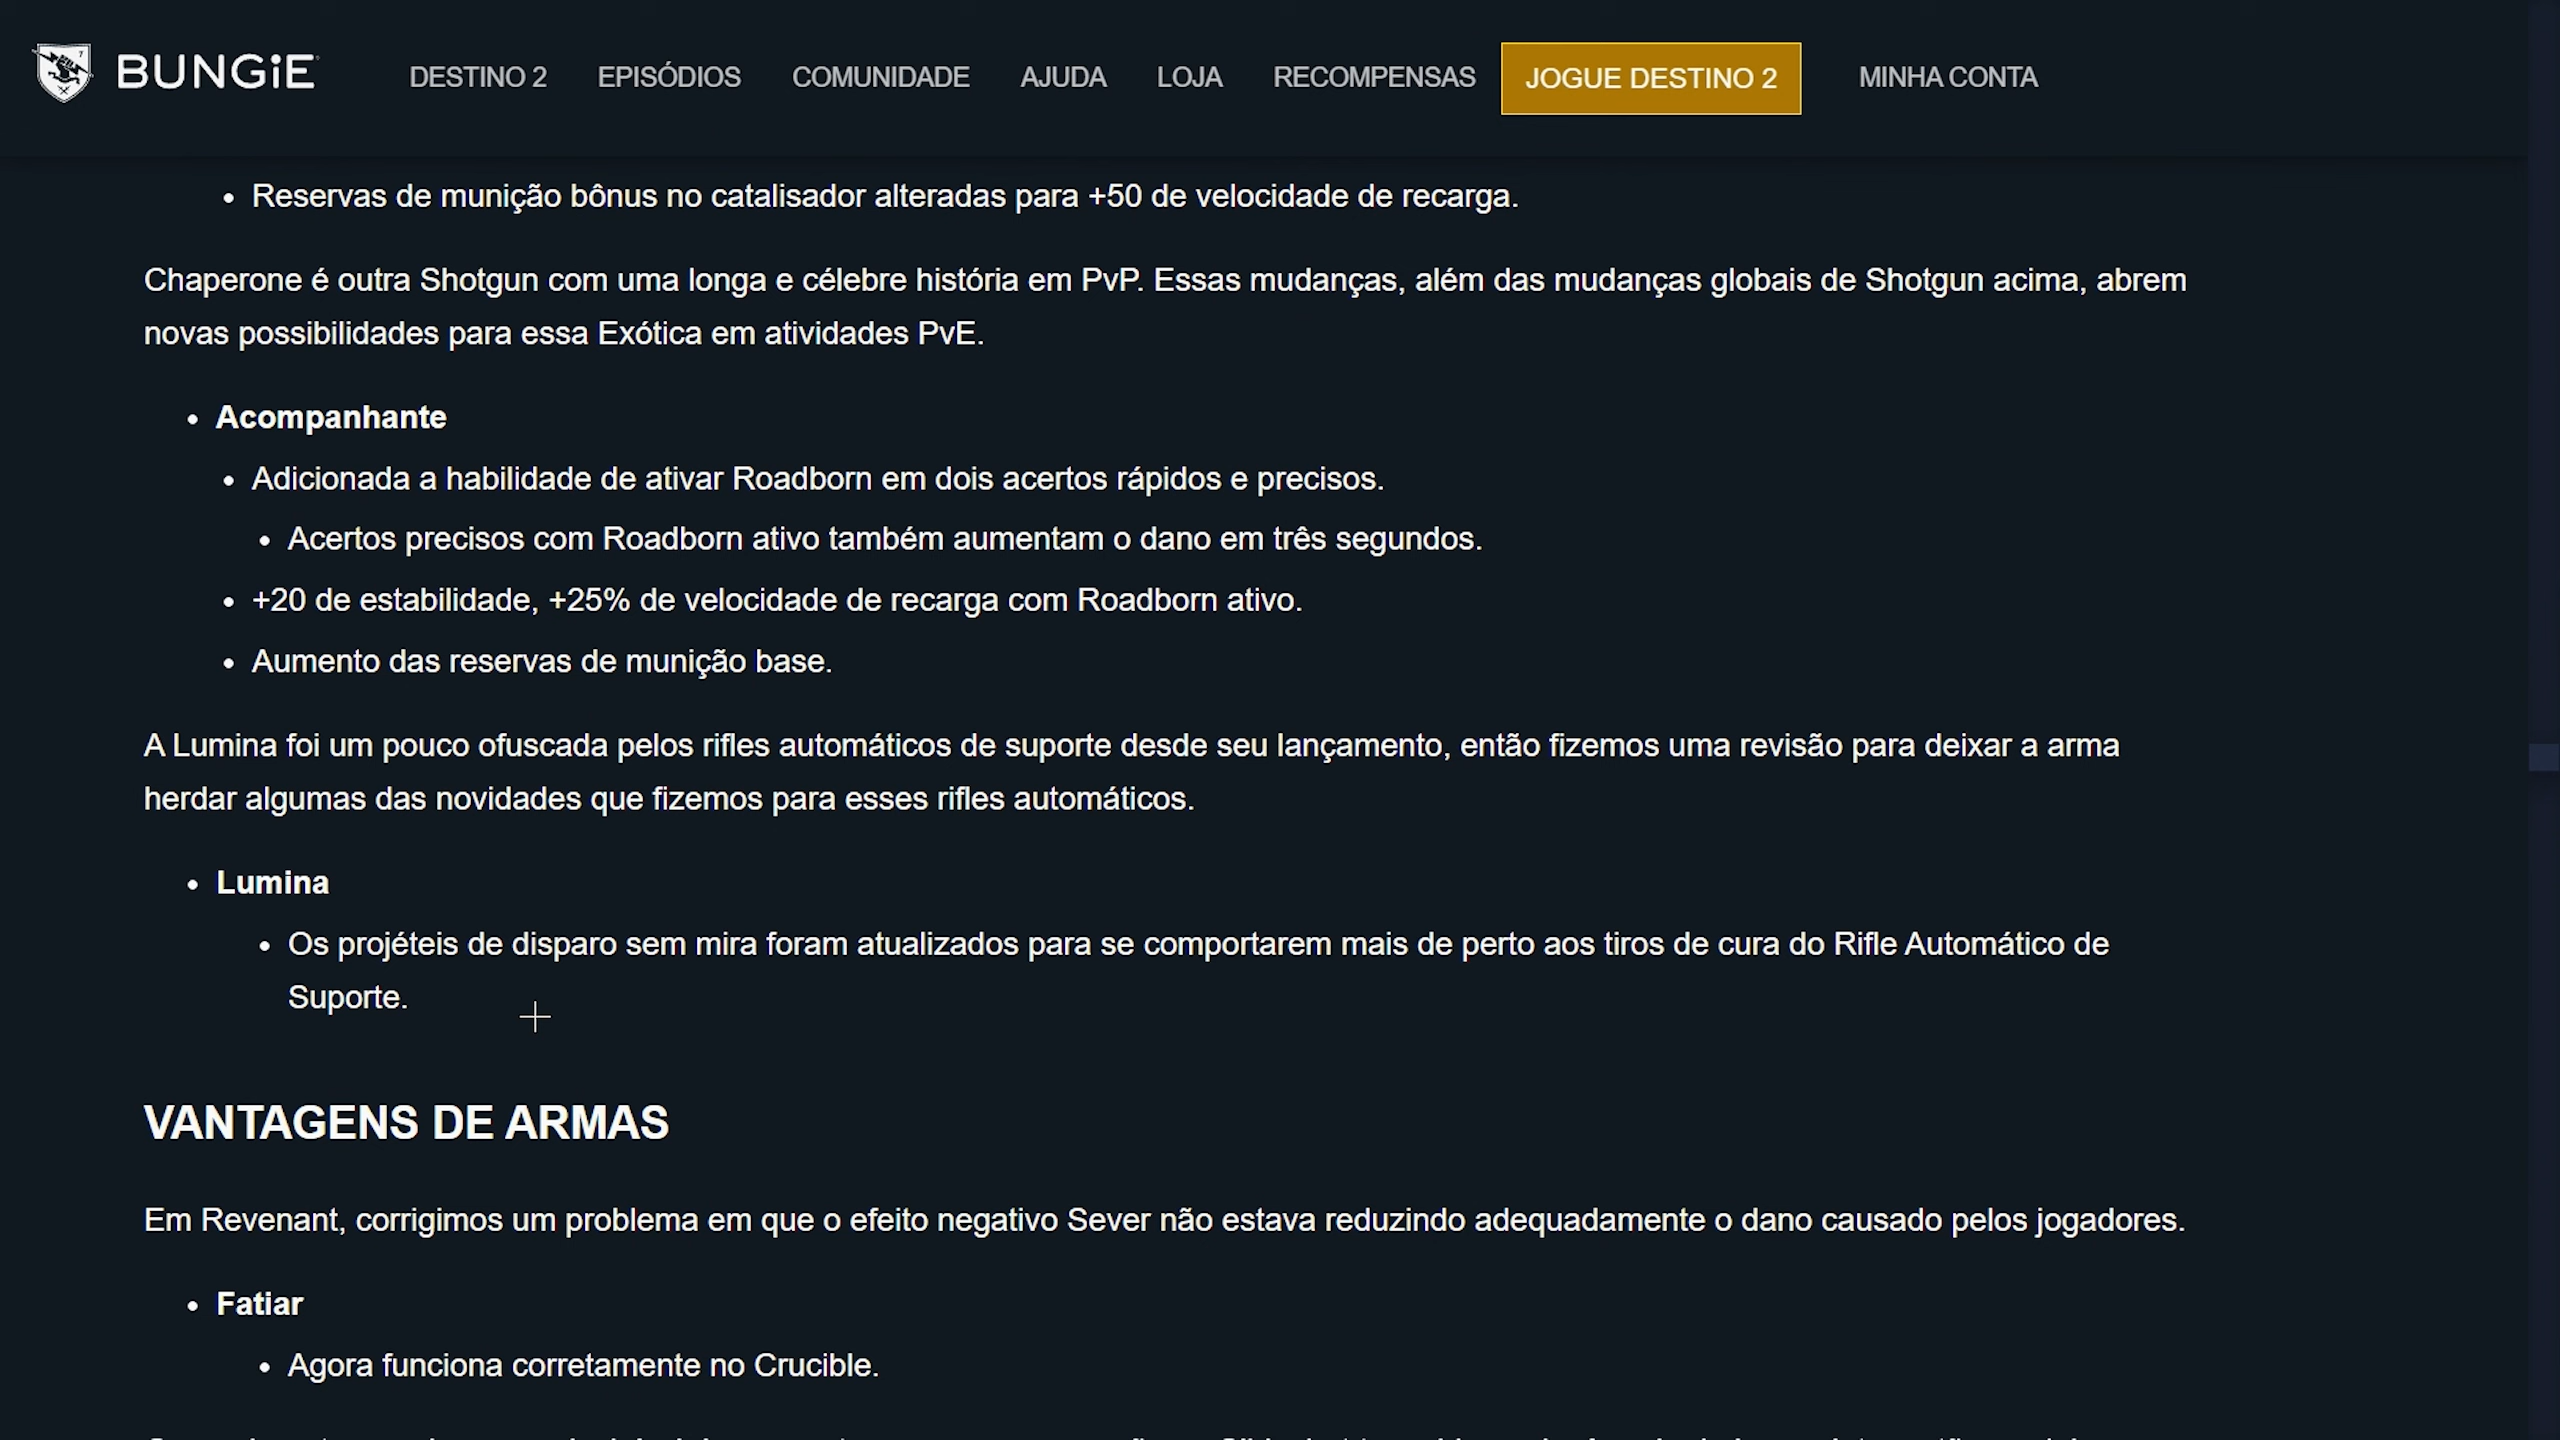 BUNGiE
DESTINO 2 EPISÓDIOS COMUNIDADE AJUDA LOJA RECOMPENSAS JOGUE DESTINO 2 MINHA CONTA
• Reservas de munição bônus no catalisador alteradas para +50 de velocidade de recarga.
Chaperone é outra Shotgun com uma longa e célebre história em PvP. Essas mudanças, além das mudanças globais de Shotgun acima, abrem
novas possibilidades para essa Exótica em atividades PvE.
• Acompanhante
• Adicionada a habilidade de ativar Roadborn em dois acertos rápidos e precisos.
• Acertos precisos com Roadborn ativo também aumentam o dano em três segundos.
• +20 de estabilidade, +25% de velocidade de recarga com Roadborn ativo.
• Aumento das reservas de munição base.
A Lumina foi um pouco ofuscada pelos rifles automáticos de suporte desde seu lançamento, então fizemos uma revisão para deixar a arma
herdar algumas das novidades que fizemos para esses rifles automáticos.
• Lumina
• Os projéteis de disparo sem mira foram atualizados para se comportarem mais de perto aos tiros de cura do Rifle Automático de
Suporte.
VANTAGENS DE ARMAS
Em Revenant, corrigimos um problema em que o efeito negativo Sever não estava reduzindo adequadamente o dano causado pelos jogadores.
• Fatiar
• Agora funciona corretamente no Crucible.